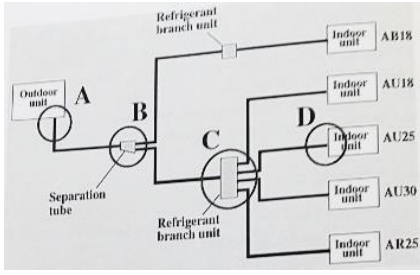 Refrigerant
branch unit
Indoor
unit
AB18
Outdoor
unit
A
B
Indoor
unit
AU18
C
D
Indoor
unit
AU25
Separation
tube
Indoor
unit
AU30
Refrigerant
branch unit
Indoor
unit
AR25